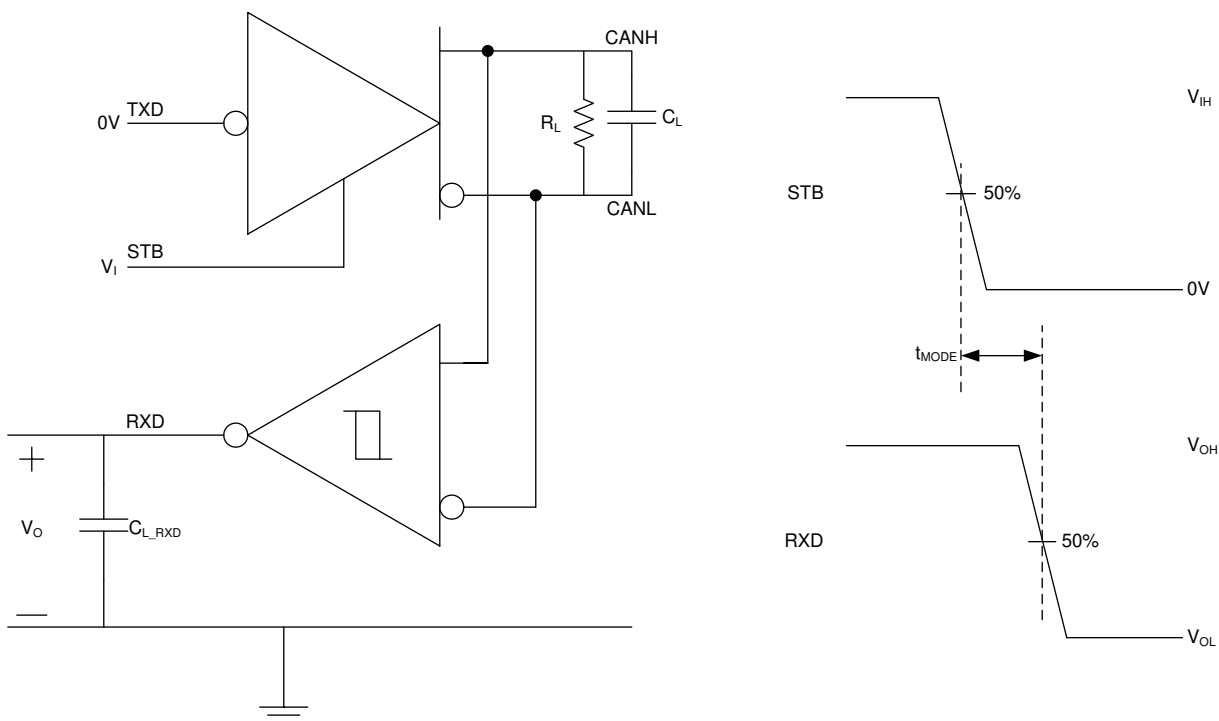 CANH
TXD
0V
R_L
C_L
CANL
STB
V_I
RXD
+
V_O
C_L_RXD
—
V_IH
STB
50%
0V
t_MODE
V_OH
RXD
50%
V_OL